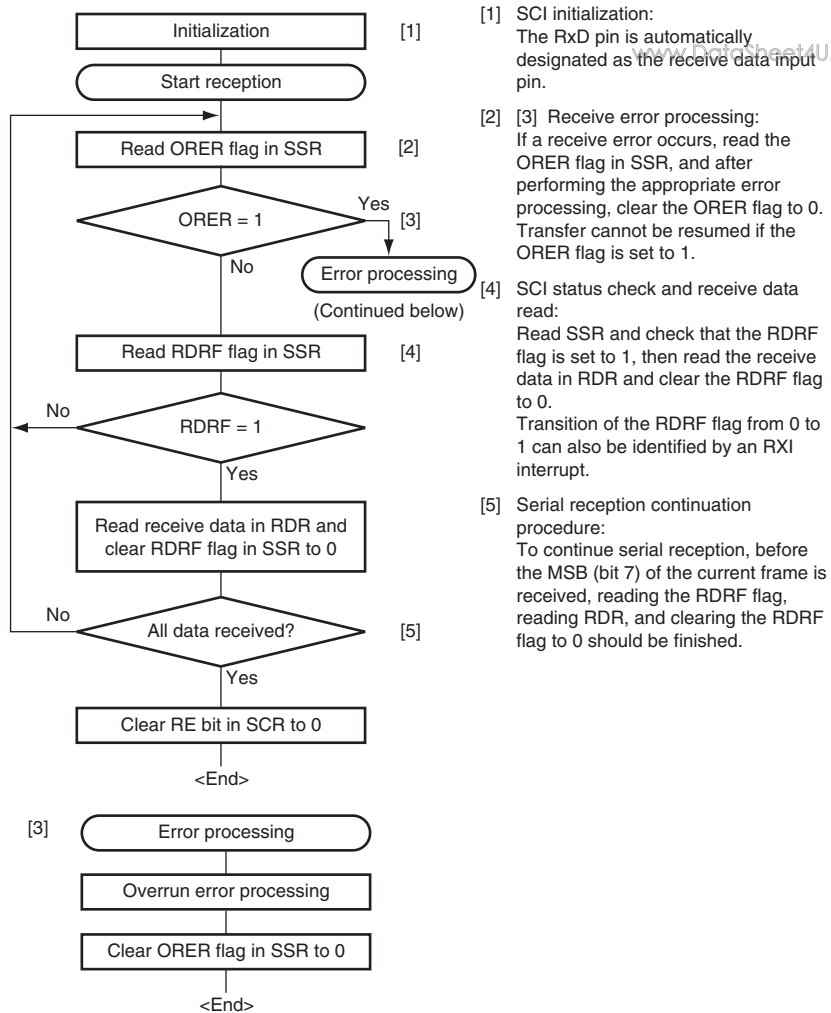 Initialization
[1]
Start reception
Read ORER flag in SSR
[2]
ORER = 1
Yes
[3]
No
Error processing
(Continued below)
Read RDRF flag in SSR
[4]
No
RDRF = 1
Yes
Read receive data in RDR and
clear RDRF flag in SSR to 0
No
All data received?
[5]
Yes
Clear RE bit in SCR to 0
<End>
[3]
Error processing
Overrun error processing
Clear ORER flag in SSR to 0
<End>
[1] SCI initialization:
The RxD pin is automatically
www.DataSheet4U
designated as the receive data input
pin.
[2] [3] Receive error processing:
If a receive error occurs, read the
ORER flag in SSR, and after
performing the appropriate error
processing, clear the ORER flag to 0.
Transfer cannot be resumed if the
ORER flag is set to 1.
[4] SCI status check and receive data
read:
Read SSR and check that the RDRF
flag is set to 1, then read the receive
data in RDR and clear the RDRF flag
to 0.
Transition of the RDRF flag from 0 to
1 can also be identified by an RXI
interrupt.
[5] Serial reception continuation
procedure:
To continue serial reception, before
the MSB (bit 7) of the current frame is
received, reading the RDRF flag,
reading RDR, and clearing the RDRF
flag to 0 should be finished.